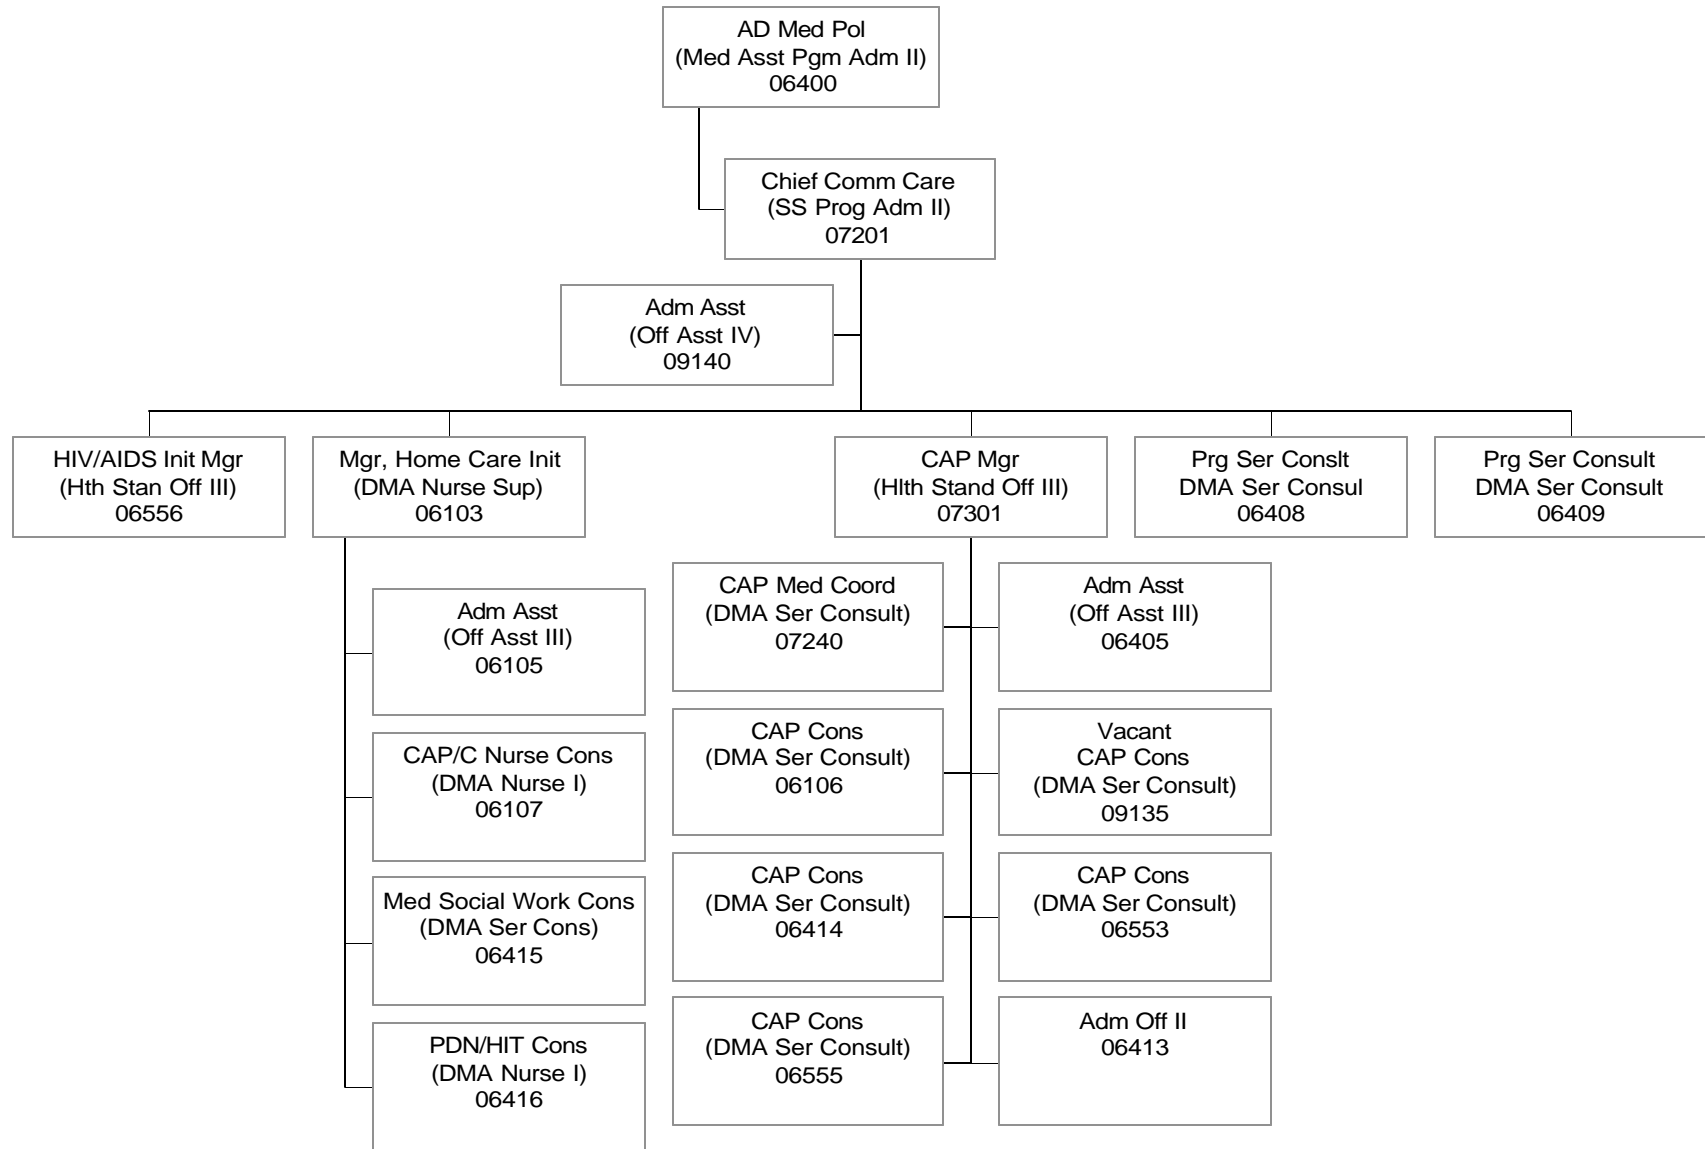 AD Med Pol
(Med Asst Pgm Adm II)
06400
Chief Comm Care
(SS Prog Adm II)
07201
Adm Asst
(Off Asst IV)
09140
HIV/AIDS Init Mgr
(Hth Stan Off III)
06556
Mgr, Home Care Init
(DMA Nurse Sup)
06103
CAP Mgr
(Hlth Stand Off III)
07301
Prg Ser Conslt
DMA Ser Consul
06408
Prg Ser Consult
DMA Ser Consult
06409
Adm Asst
(Off Asst III)
06105
CAP/C Nurse Cons
(DMA Nurse I)
06107
Med Social Work Cons
(DMA Ser Cons)
06415
PDN/HIT Cons
(DMA Nurse I)
06416
CAP Med Coord
(DMA Ser Consult)
07240
Adm Asst
(Off Asst III)
06405
CAP Cons
(DMA Ser Consult)
06106
Vacant
CAP Cons
(DMA Ser Consult)
09135
CAP Cons
(DMA Ser Consult)
06414
CAP Cons
(DMA Ser Consult)
06553
CAP Cons
(DMA Ser Consult)
06555
Adm Off II
06413